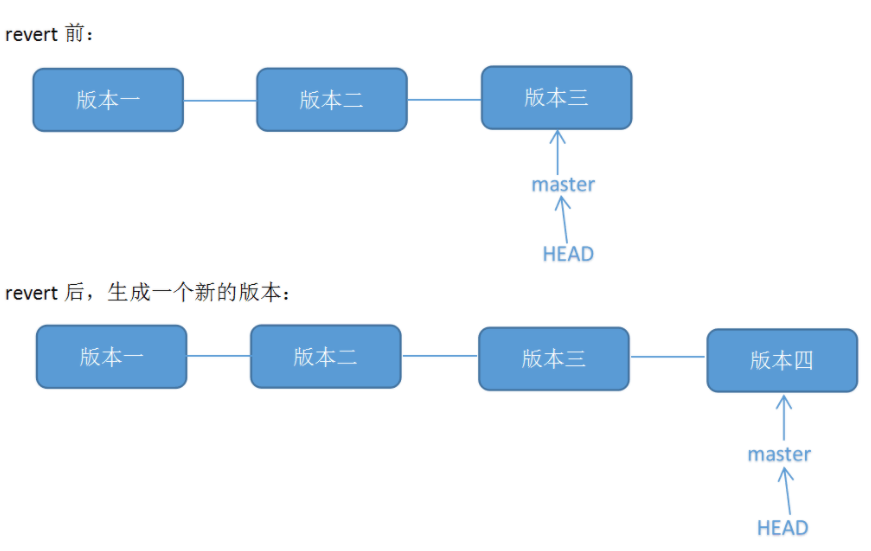 revert 前：
版本一 版本二 版本三
master
HEAD
revert 后，生成一个新的版本：
版本一 版本二 版本三 版本四
master
HEAD